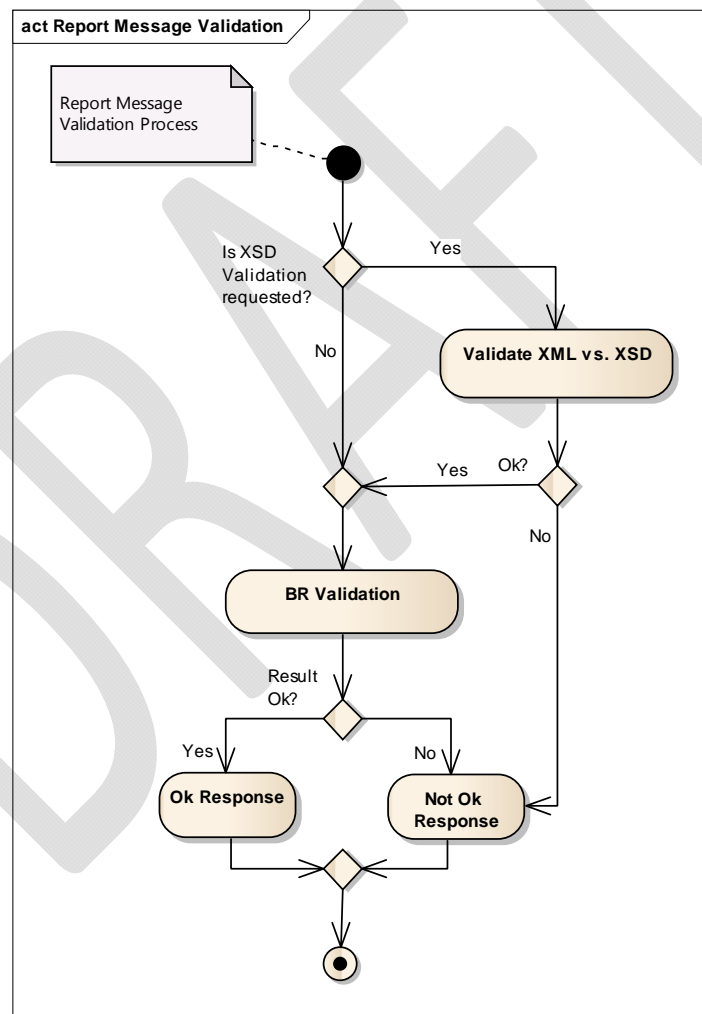 act Report Message Validation
Report Message
Validation Process
Is XSD
Validation
requested?
Yes
No
Validate XML vs. XSD
Ok?
Yes
No
BR Validation
Result
Ok?
Yes
No
Ok Response
Not Ok
Response
DRAFT